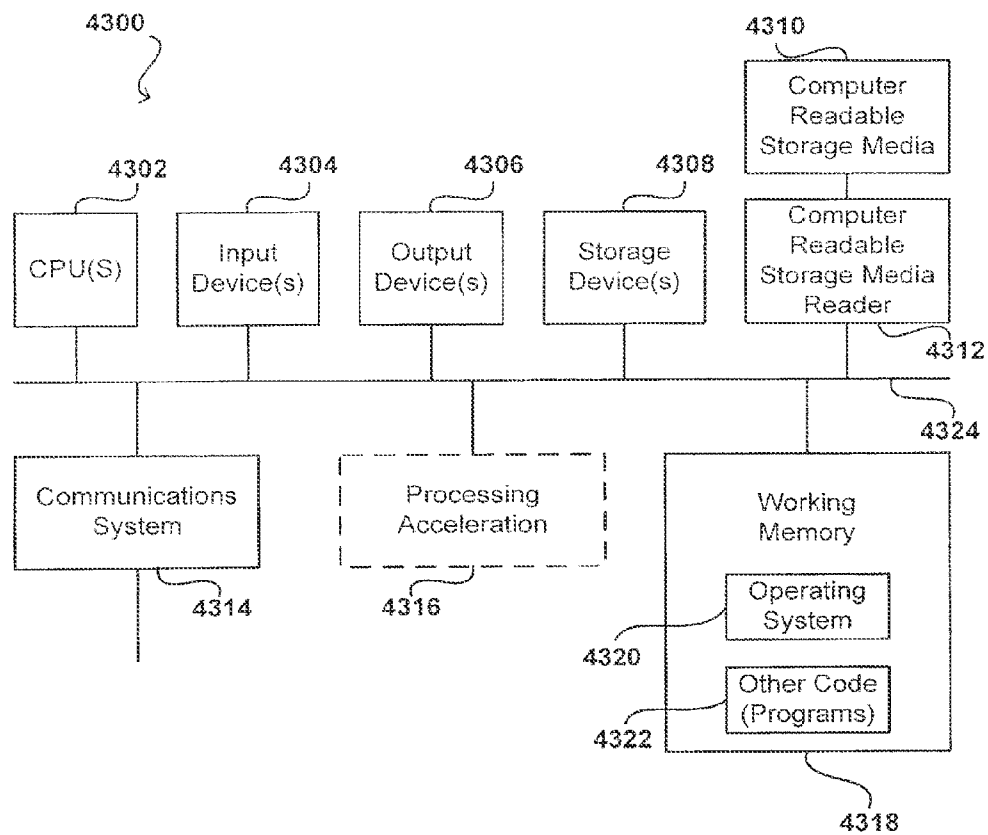 4300
4310
Computer
Readable
Storage Media
4302
4304
4306
4308
CPU(S)
Input
Device(s)
Output
Device(s)
Storage
Device(s)
Computer
Readable
Storage Media
Reader
4312
4324
Communications
System
4314
Processing
Acceleration
4316
Working
Memory
Operating
System
4320
Other Code
(Programs)
4322
4318